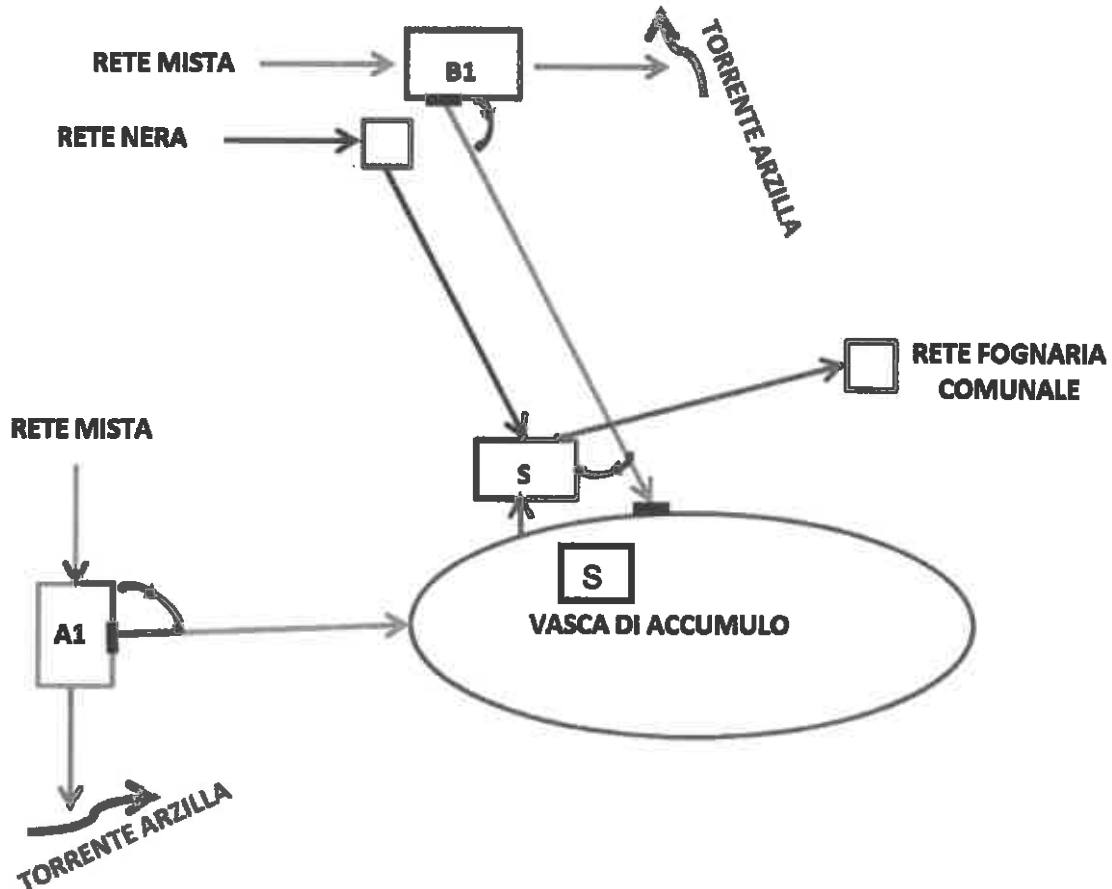 RETE MISTA
B1
TORRENTE ARZILLA
RETE NERA
RETE FOGNARIA
COMUNALE
RETE MISTA
S
S
VASCA DI ACCUMULO
A1
TORRENTE ARZILLA